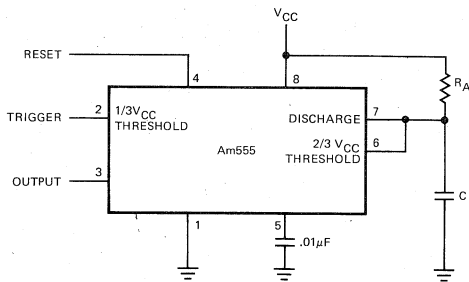 VCC
RESET
4
8
RA
TRIGGER
2
1/3VCC
THRESHOLD
DISCHARGE
7
2/3 VCC
THRESHOLD
6
Am555
OUTPUT
3
C
1
5
.01μF